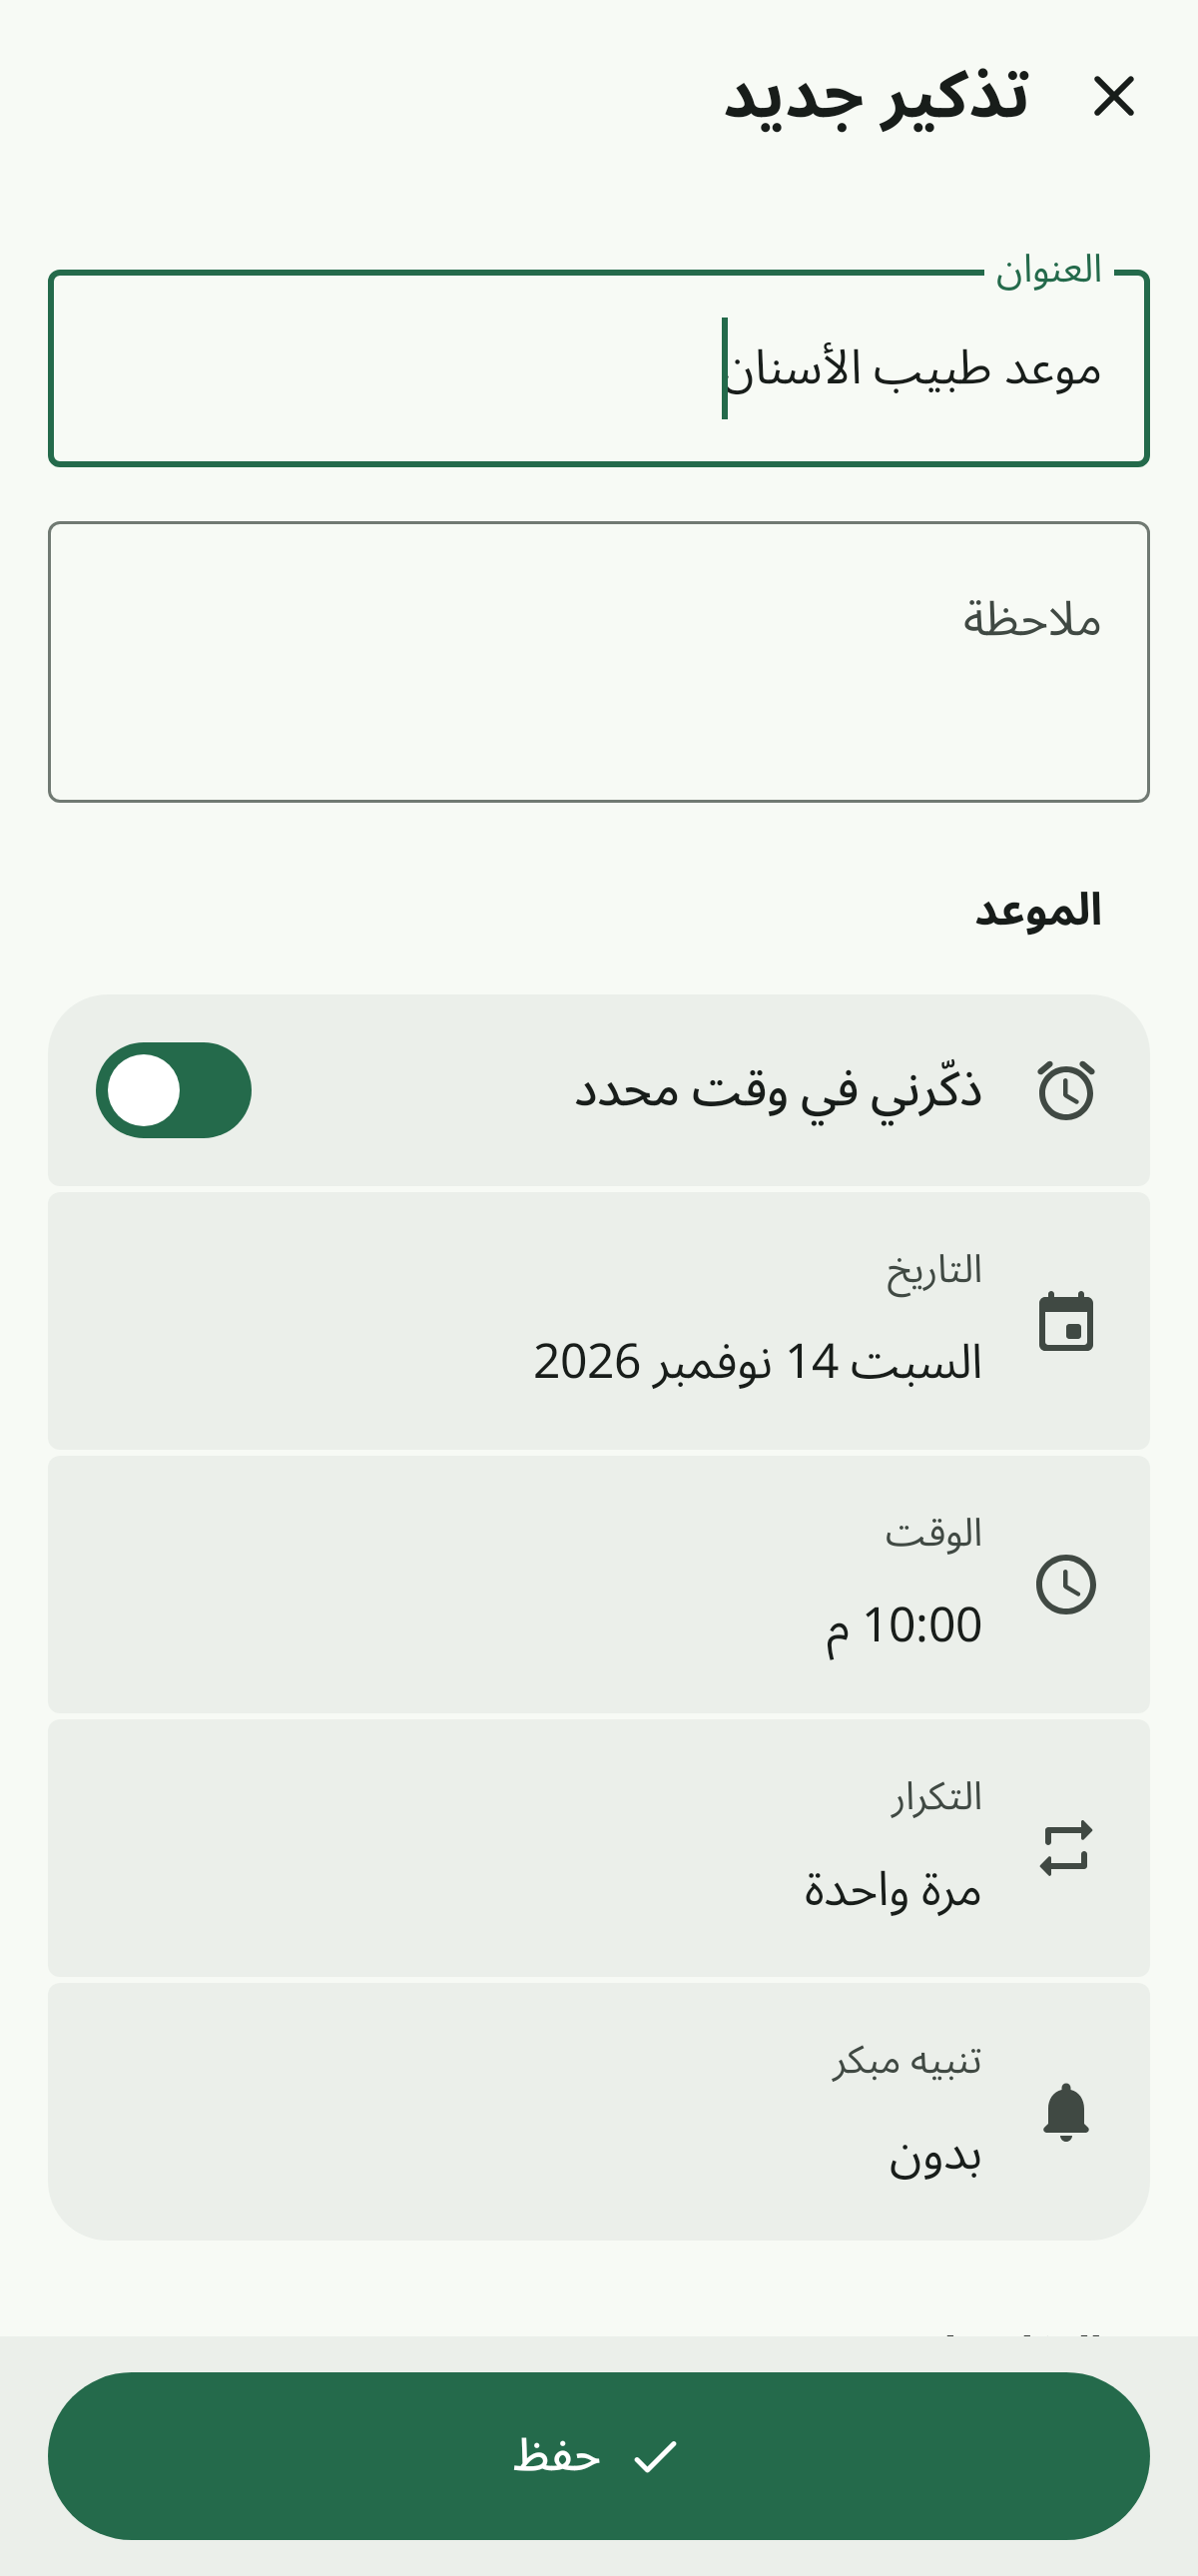 تذكير جديد
العنوان
موعد طبيب الأسنان
ملاحظة
الموعد
ذكّرني في وقت محدد
التاريخ
السبت 14 نوفمبر 2026
الوقت
10:00 م
التكرار
مرة واحدة
تنبيه مبكر
بدون
حفظ